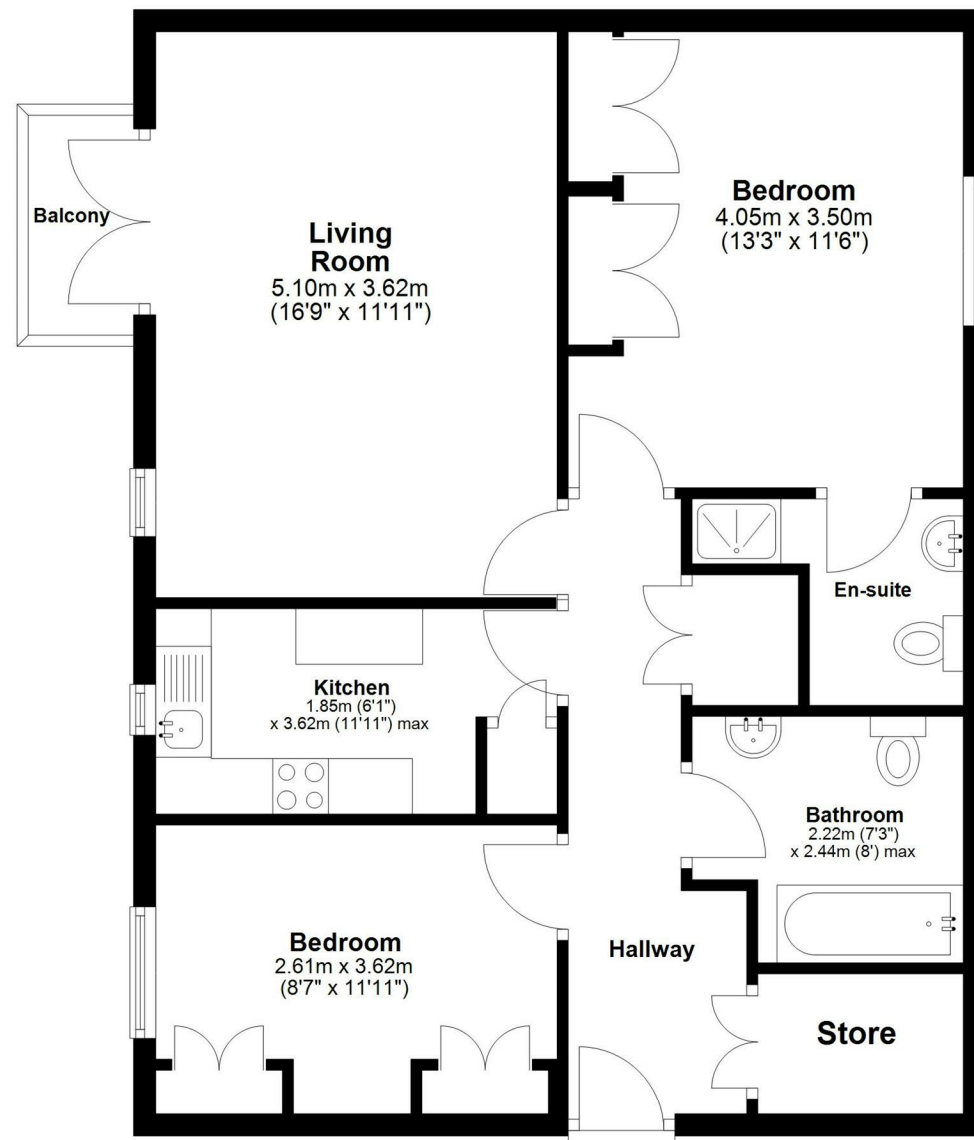 Balcony
Living
Room
5.10m x 3.62m
(16'9" x 11'11")
Bedroom
4.05m x 3.50m
(13'3" x 11'6")
En-suite
Kitchen
1.85m (6'1")
x 3.62m (11'11") max
Bathroom
2.22m (7'3")
x 2.44m (8') max
Bedroom
2.61m x 3.62m
(8'7" x 11'11")
Hallway
Store